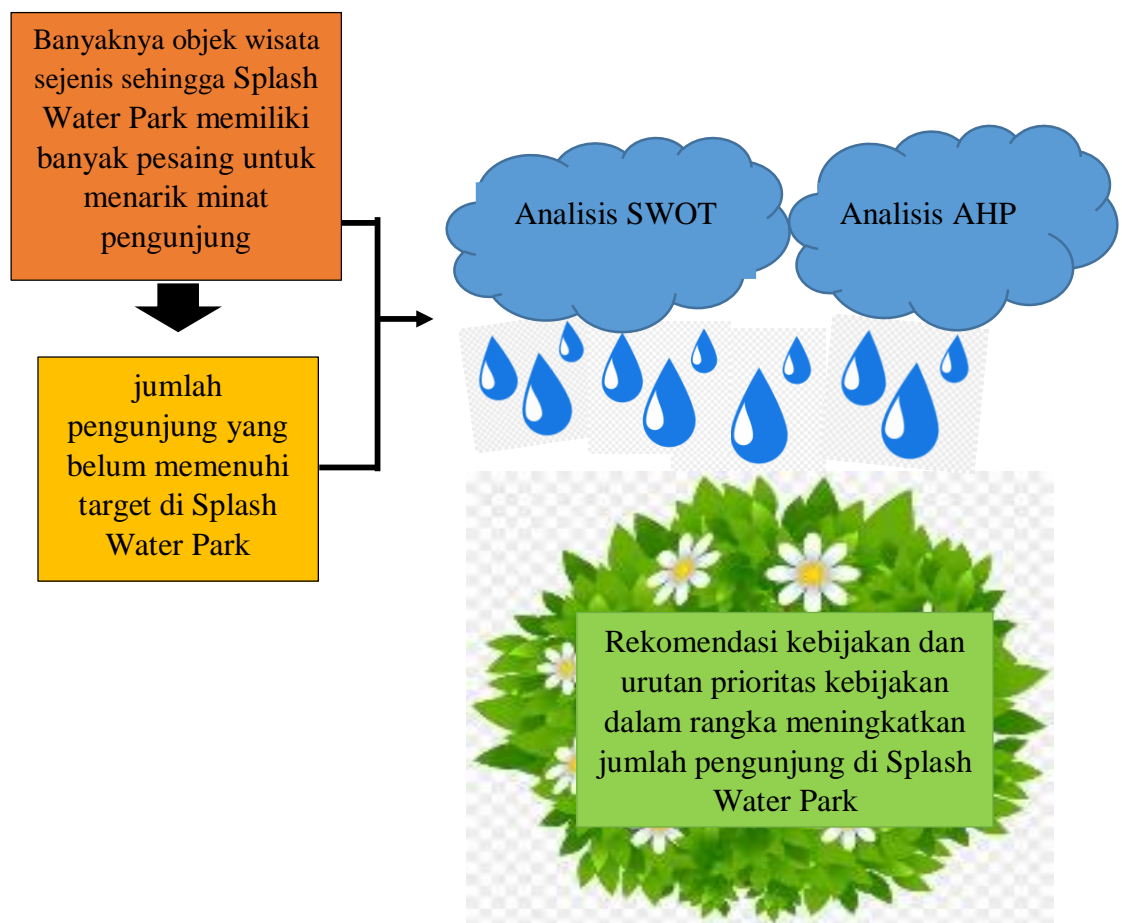 Banyaknya objek wisata
sejenis sehingga Splash
Water Park memiliki
banyak pesaing untuk
menarik minat
pengunjung
jumlah
pengunjung yang
belum memenuhi
target di Splash
Water Park
Analisis SWOT
Analisis AHP
Rekomendasi kebijakan dan
urutan prioritas kebijakan
dalam rangka meningkatkan
jumlah pengunjung di Splash
Water Park